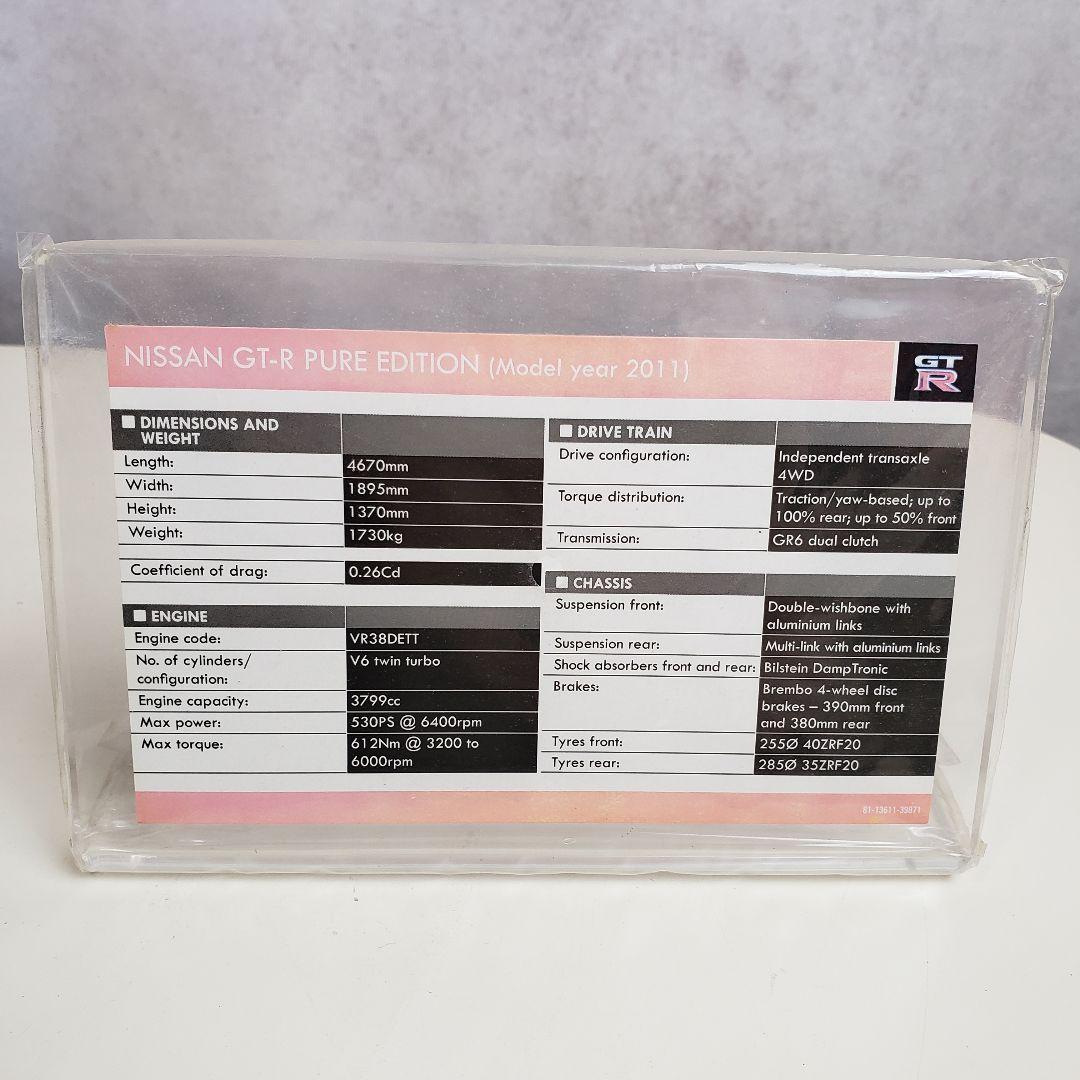 NISSAN GT-R PURE EDITION (Model year 2011)
GT
R
DIMENSIONS AND
WEIGHT
Length: 4670mm
Width: 1895mm
Height: 1370mm
Weight: 1730kg
Coefficient of drag: 0.26Cd
ENGINE
Engine code: VR38DETT
No. of cylinders/ V6 twin turbo
configuration:
Engine capacity: 3799cc
Max power: 530PS @ 6400rpm
Max torque: 612Nm @ 3200 to
6000rpm
DRIVE TRAIN
Drive configuration: Independent transaxle
4WD
Torque distribution: Traction/yaw-based; up to
100% rear; up to 50% front
Transmission: GR6 dual clutch
CHASSIS
Suspension front: Double-wishbone with
aluminium links
Suspension rear: Multi-link with aluminium links
Shock absorbers front and rear: Bilstein DampTronic
Brakes: Brembo 4-wheel disc
brakes – 390mm front
and 380mm rear
Tyres front: 255Ø 40ZRF20
Tyres rear: 285Ø 35ZRF20
81-13611-39871